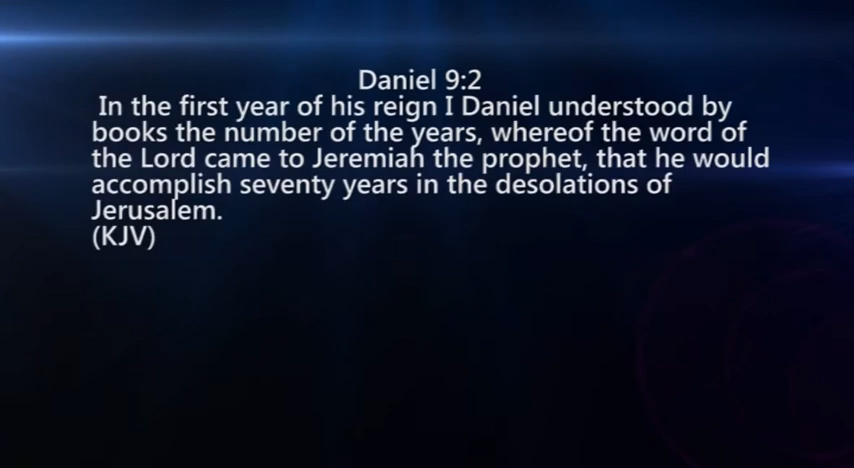 Daniel 9:2
In the first year of his reign I Daniel understood by
books the number of the years, whereof the word of
the Lord came to Jeremiah the prophet, that he would
accomplish seventy years in the desolations of
Jerusalem.
(KJV)